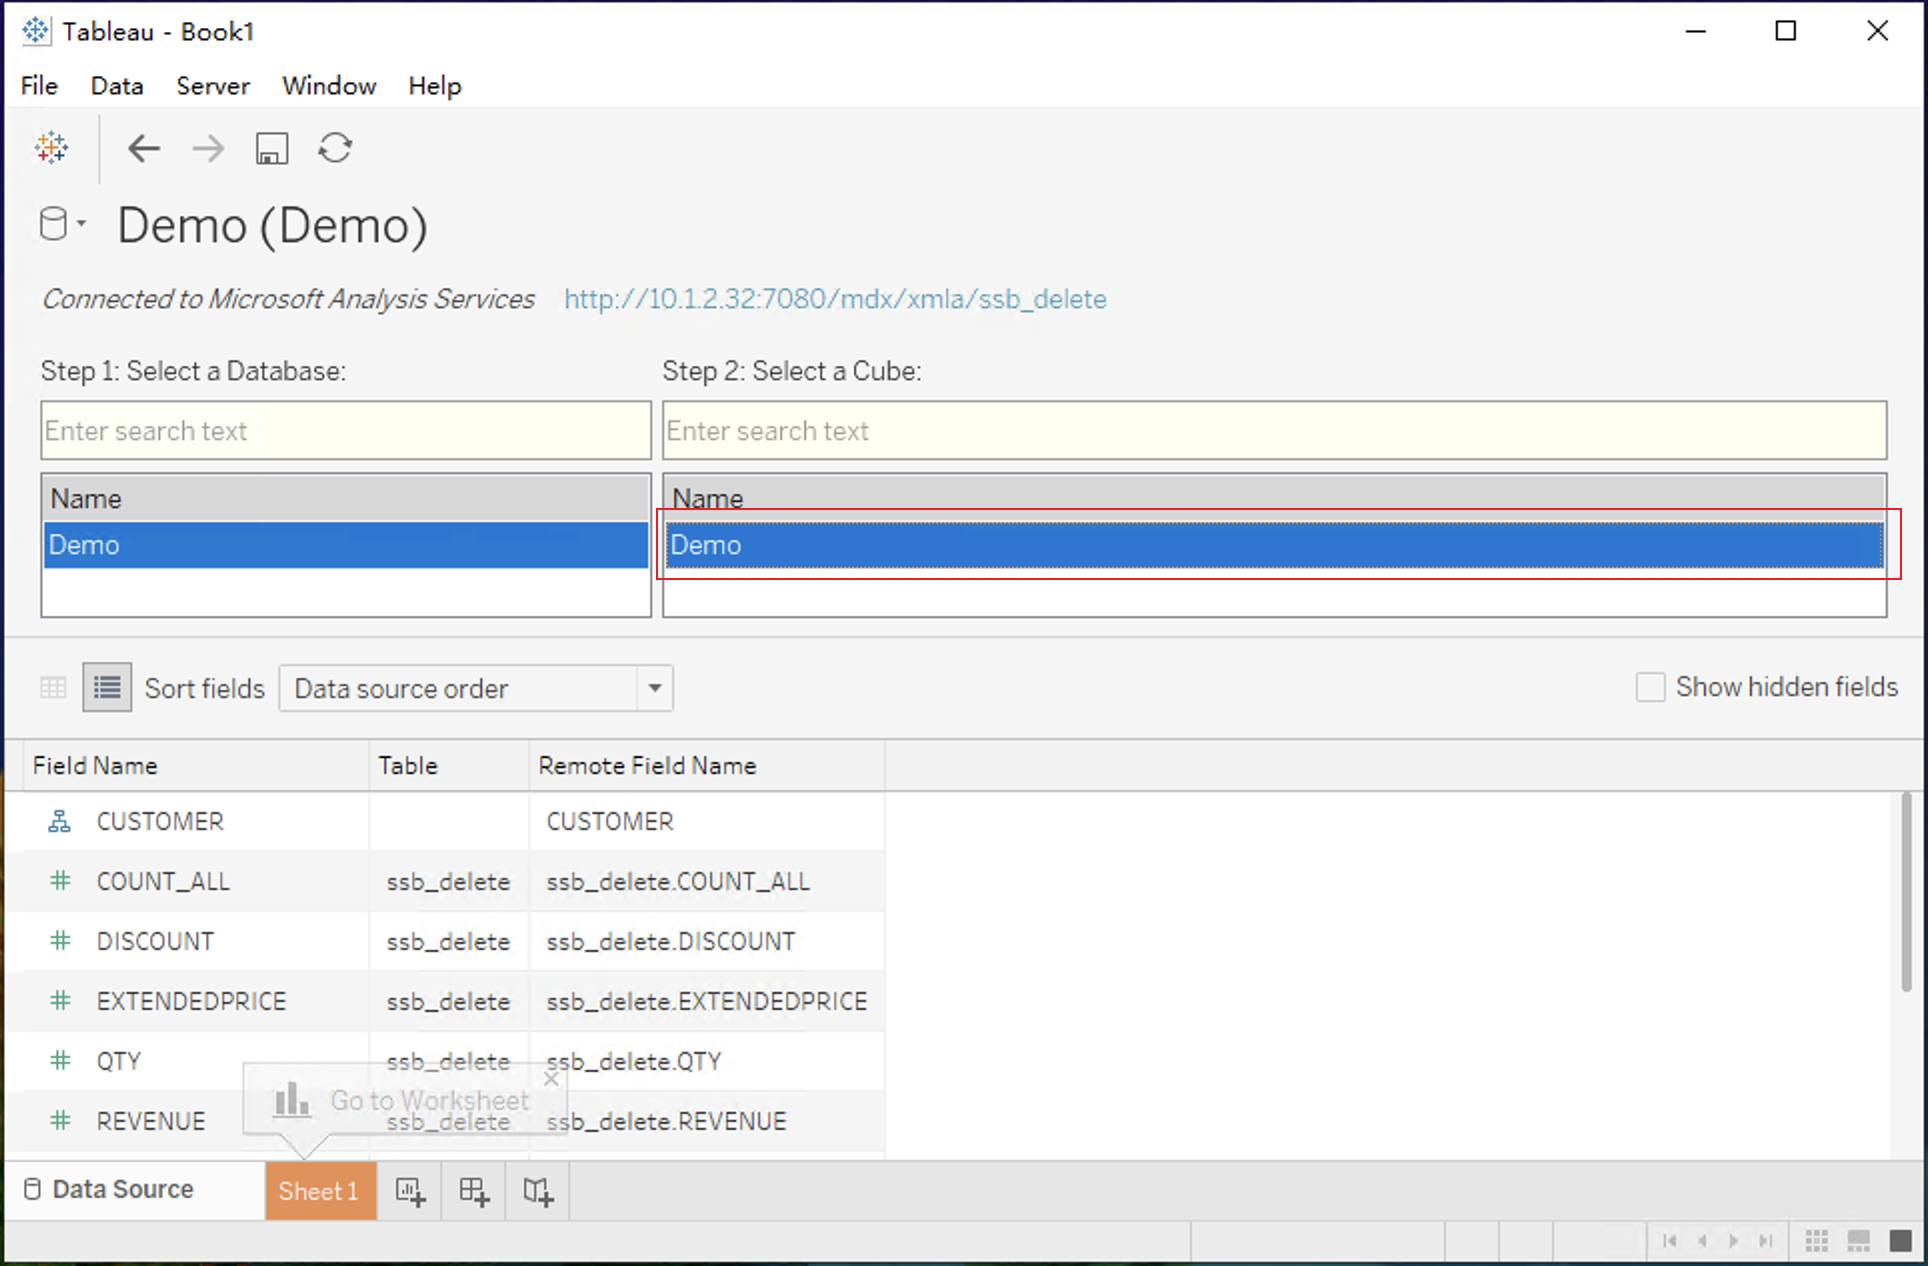 Tableau - Book1
File Data Server Window Help
Demo (Demo)
Connected to Microsoft Analysis Services http://10.1.2.32:7080/mdx/xmla/ssb_delete
Step 1: Select a Database: Step 2: Select a Cube:
Enter search text Enter search text
Name Name
Demo Demo
Sort fields Data source order Show hidden fields
Field Name Table Remote Field Name
CUSTOMER CUSTOMER
COUNT_ALL ssb_delete ssb_delete.COUNT_ALL
DISCOUNT ssb_delete ssb_delete.DISCOUNT
EXTENDEDPRICE ssb_delete ssb_delete.EXTENDEDPRICE
QTY ssb_delete ssb_delete.QTY
Go to Worksheet
REVENUE ssb_delete ssb_delete.REVENUE
Data Source Sheet 1